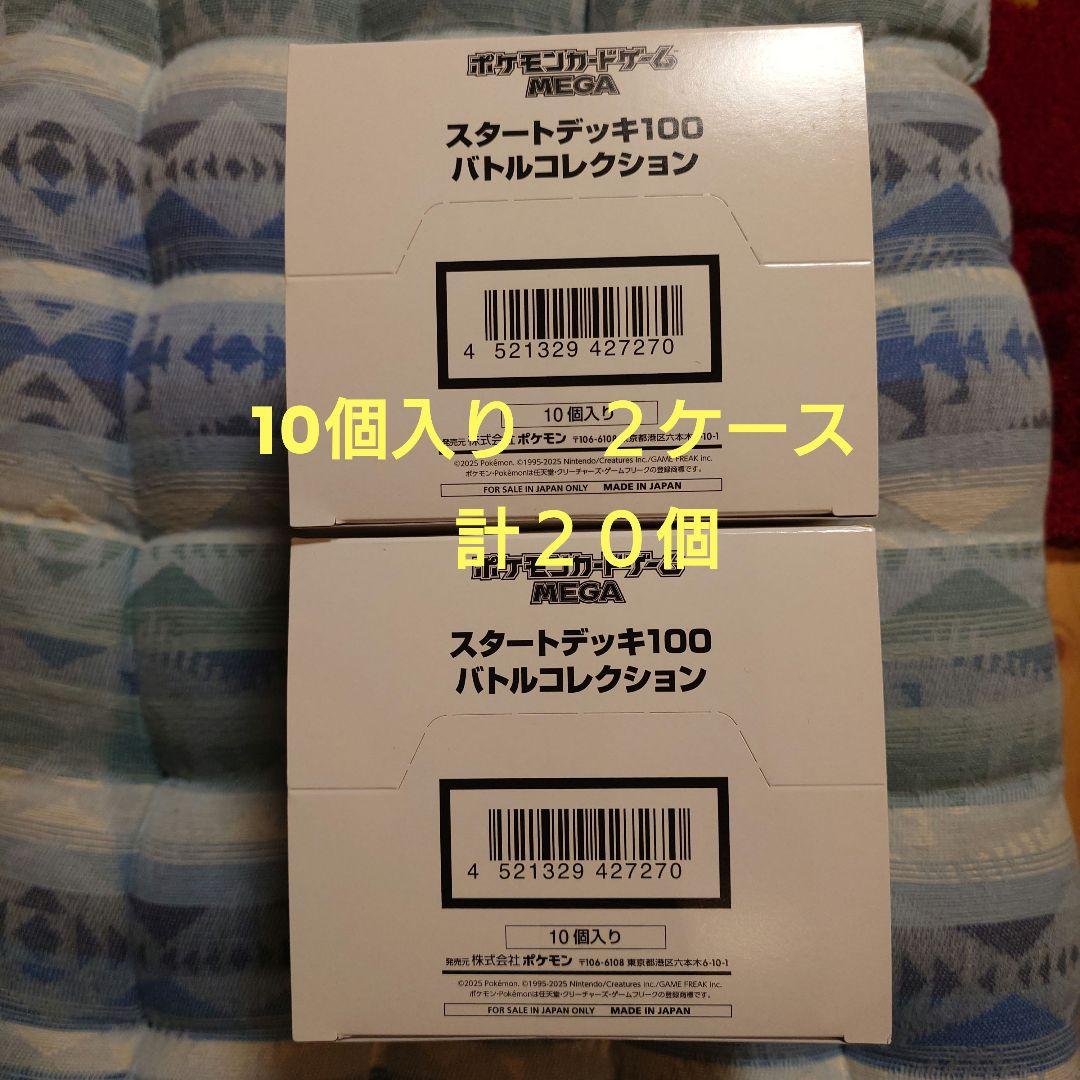 ポケモンカードゲーム
MEGA
スタートデッキ100
バトルコレクション
4 521329 427270
10個入り
10個入り　２ケース
発売元 株式会社ポケモン 〒106-6108 東京都港区六本木6-10-1
©2025 Pokémon. ©1995-2025 Nintendo/Creatures Inc./GAME FREAK inc.
ポケモン・Pokémonは任天堂・クリーチャーズ・ゲームフリークの登録商標です。
FOR SALE IN JAPAN ONLY MADE IN JAPAN
計２０個
ポケモンカードゲーム
MEGA
スタートデッキ100
バトルコレクション
4 521329 427270
10個入り
発売元 株式会社ポケモン 〒106-6108 東京都港区六本木6-10-1
©2025 Pokémon. ©1995-2025 Nintendo/Creatures Inc./GAME FREAK inc.
ポケモン・Pokémonは任天堂・クリーチャーズ・ゲームフリークの登録商標です。
FOR SALE IN JAPAN ONLY MADE IN JAPAN